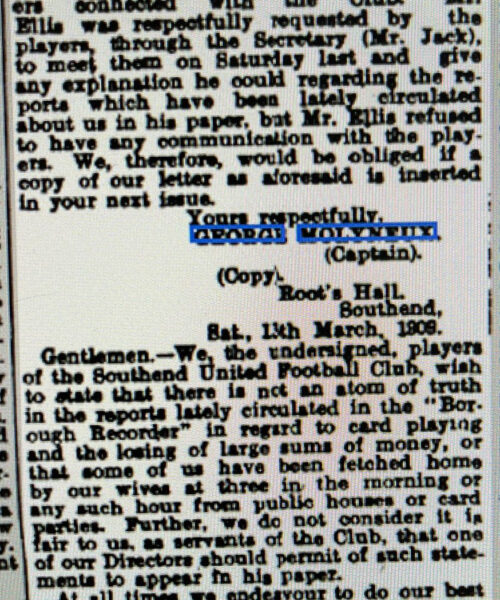 ers connected with the Club. Mr.
Ellis was respectfully requested by the
players, through the Secretary (Mr. Jack),
to meet them on Saturday last and give
any explanation he could regarding the re-
ports which have been lately circulated
about us in his paper, but Mr. Ellis refused
to have any communication with the play-
ers. We, therefore, would be obliged if a
copy of our letter as aforesaid is inserted
in your next issue.
Yours respectfully,
GEORGE MOLYNEUX,
(Captain).
(Copy).
Root's Hall.
Southend,
Sat., 13th March, 1909.
Gentlemen.—We, the undersigned, players
of the Southend United Football Club, wish
to state that there is not an atom of truth
in the reports lately circulated in the "Bor-
ough Recorder" in regard to card playing
and the losing of large sums of money, or
that some of us have been fetched home
by our wives at three in the morning or
any such hour from public houses or card
parties. Further, we do not consider it is
fair to us, as servants of the Club, that one
of our Directors should permit of such state-
ments to appear in his paper.
At all times we endeavour to do our best